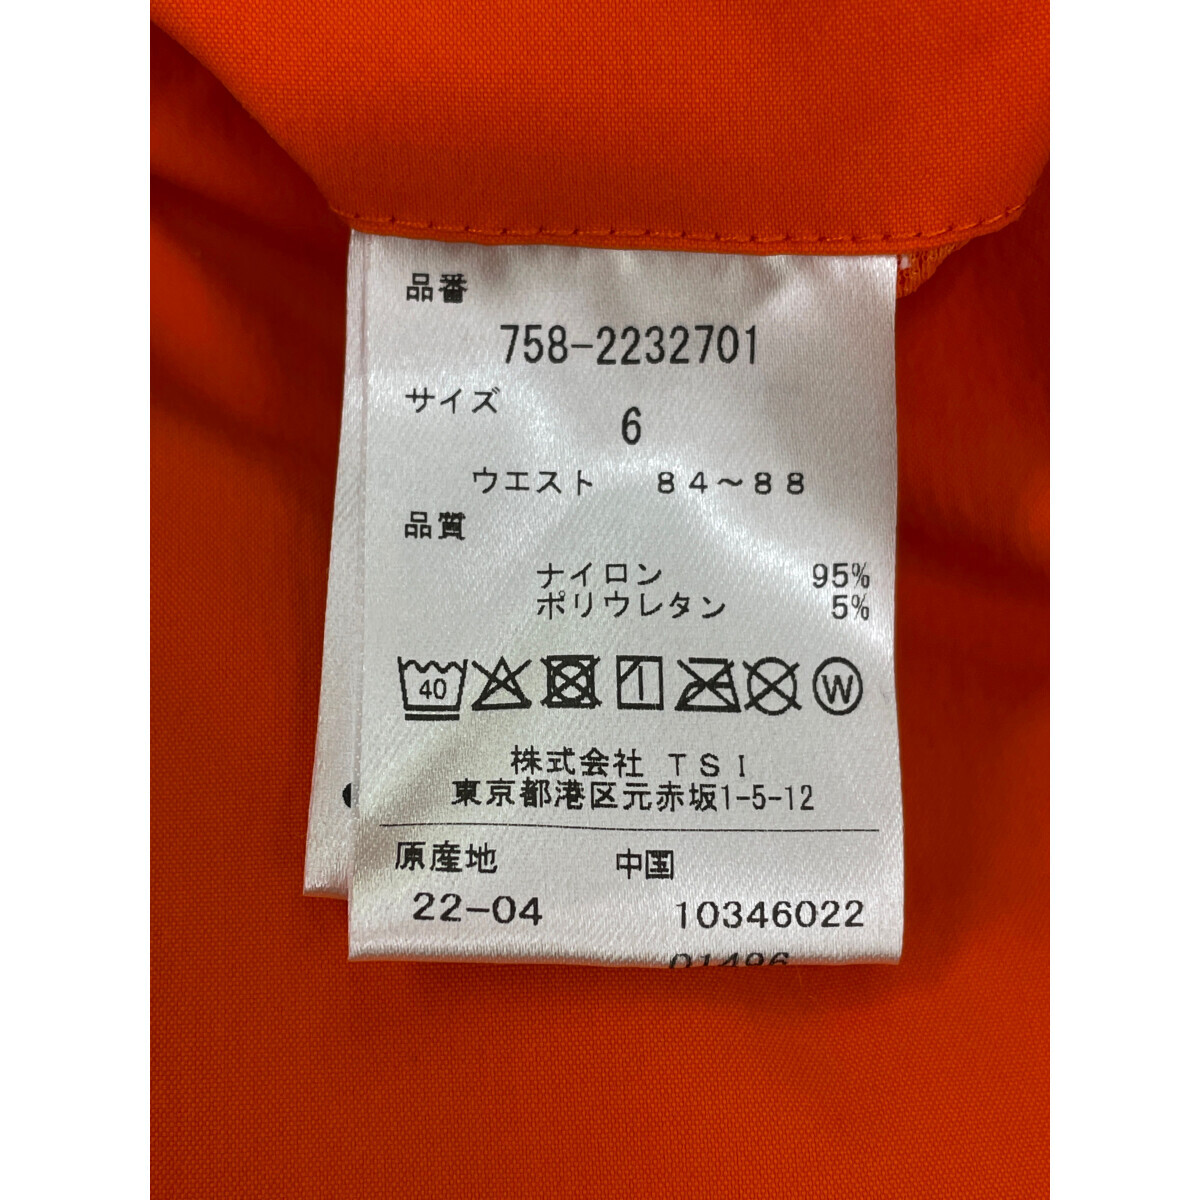 品番
758-2232701
サイズ
6
ウエスト 84～88
品質
ナイロン 95%
ポリウレタン 5%
40 W
株式会社 TSI
東京都港区元赤坂1-5-12
原産地 中国
22-04 10346022
01496